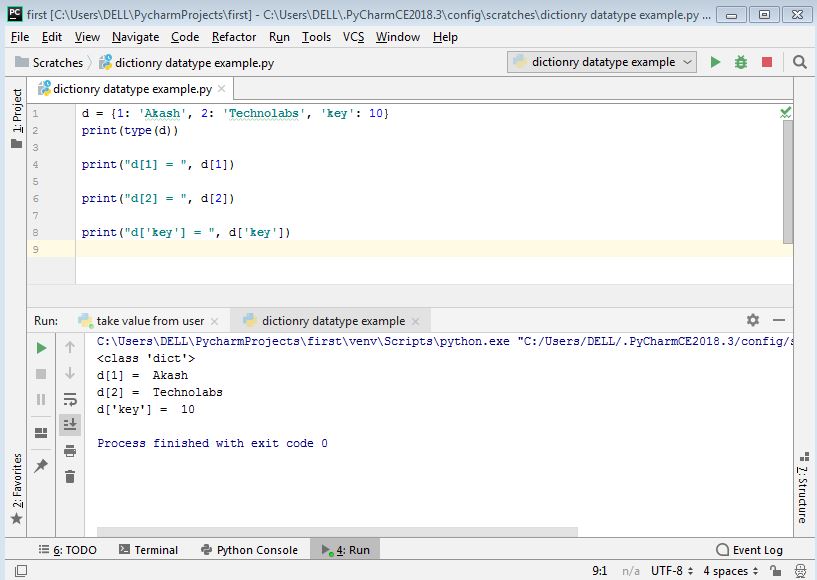 PC first [C:\Users\DELL\PycharmProjects\first] - C:\Users\DELL\.PyCharmCE2018.3\config\scratches\dictionry datatype example.py ...
File Edit View Navigate Code Refactor Run Tools VCS Window Help
Scratches dictionry datatype example.py dictionry datatype example
dictionry datatype example.py
1: Project
1 d = {1: 'Akash', 2: 'Technolabs', 'key': 10}
2 print(type(d))
3
4 print("d[1] = ", d[1])
5
6 print("d[2] = ", d[2])
7
8 print("d['key'] = ", d['key'])
9
Run: take value from user dictionry datatype example
C:\Users\DELL\PycharmProjects\first\venv\Scripts\python.exe "C:/Users/DELL/.PyCharmCE2018.3/config/s
<class 'dict'>
d[1] =  Akash
d[2] =  Technolabs
d['key'] =  10
Process finished with exit code 0
2: Favorites
7: Structure
6: TODO Terminal Python Console 4: Run Event Log
9:1 n/a UTF-8 4 spaces